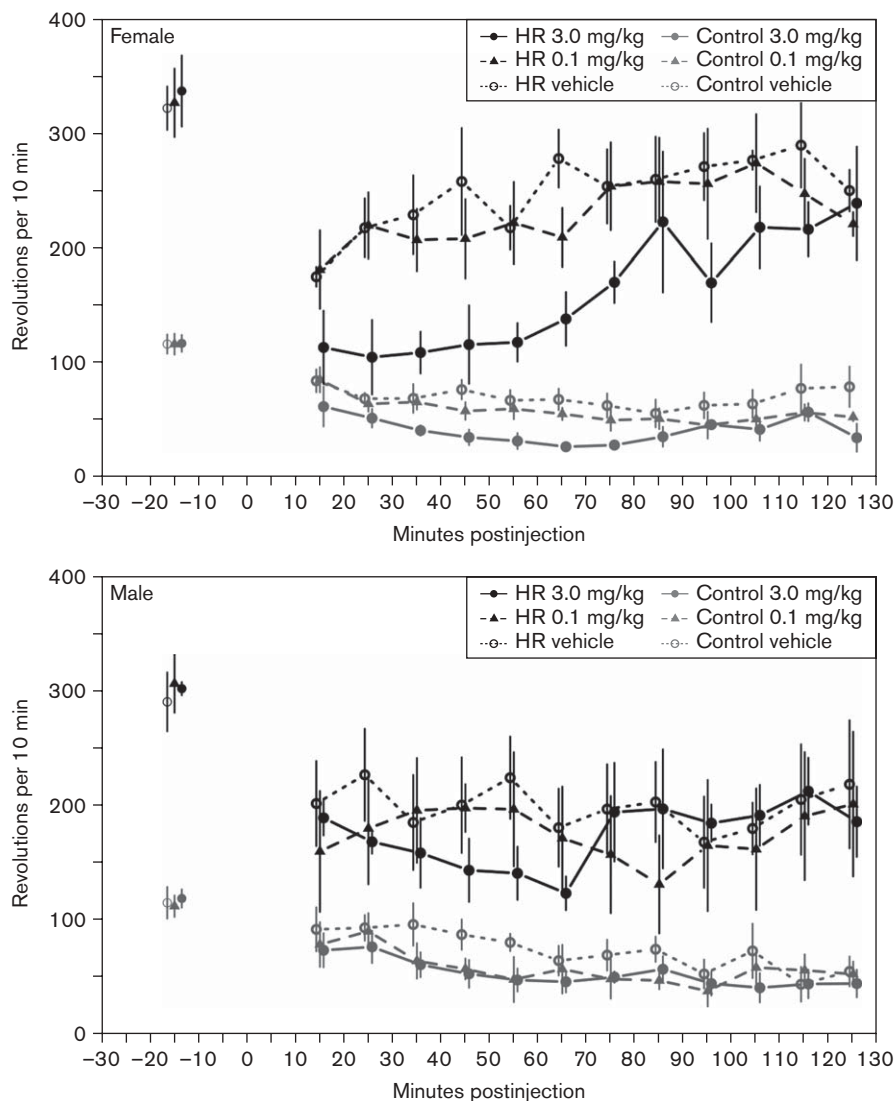 400
Female
HR 3.0 mg/kg
Control 3.0 mg/kg
HR 0.1 mg/kg
Control 0.1 mg/kg
HR vehicle
Control vehicle
300
200
100
0
Revolutions per 10 min
−30 −20 −10 0 10 20 30 40 50 60 70 80 90 100 110 120 130
Minutes postinjection
400
Male
HR 3.0 mg/kg
Control 3.0 mg/kg
HR 0.1 mg/kg
Control 0.1 mg/kg
HR vehicle
Control vehicle
300
200
100
0
Revolutions per 10 min
−30 −20 −10 0 10 20 30 40 50 60 70 80 90 100 110 120 130
Minutes postinjection